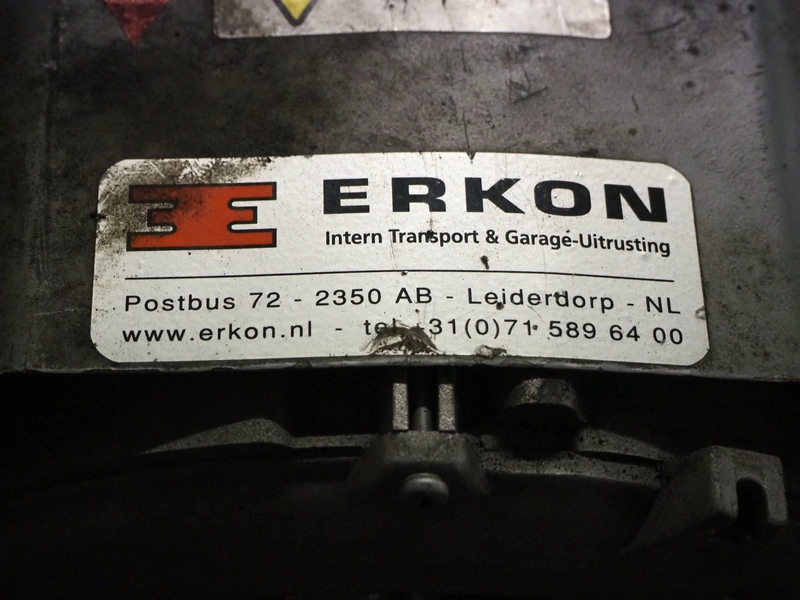 ERKON
Intern Transport & Garage-Uitrusting
Postbus 72 - 2350 AB - Leiderdorp - NL
www.erkon.nl - tel +31(0)71 589 64 00